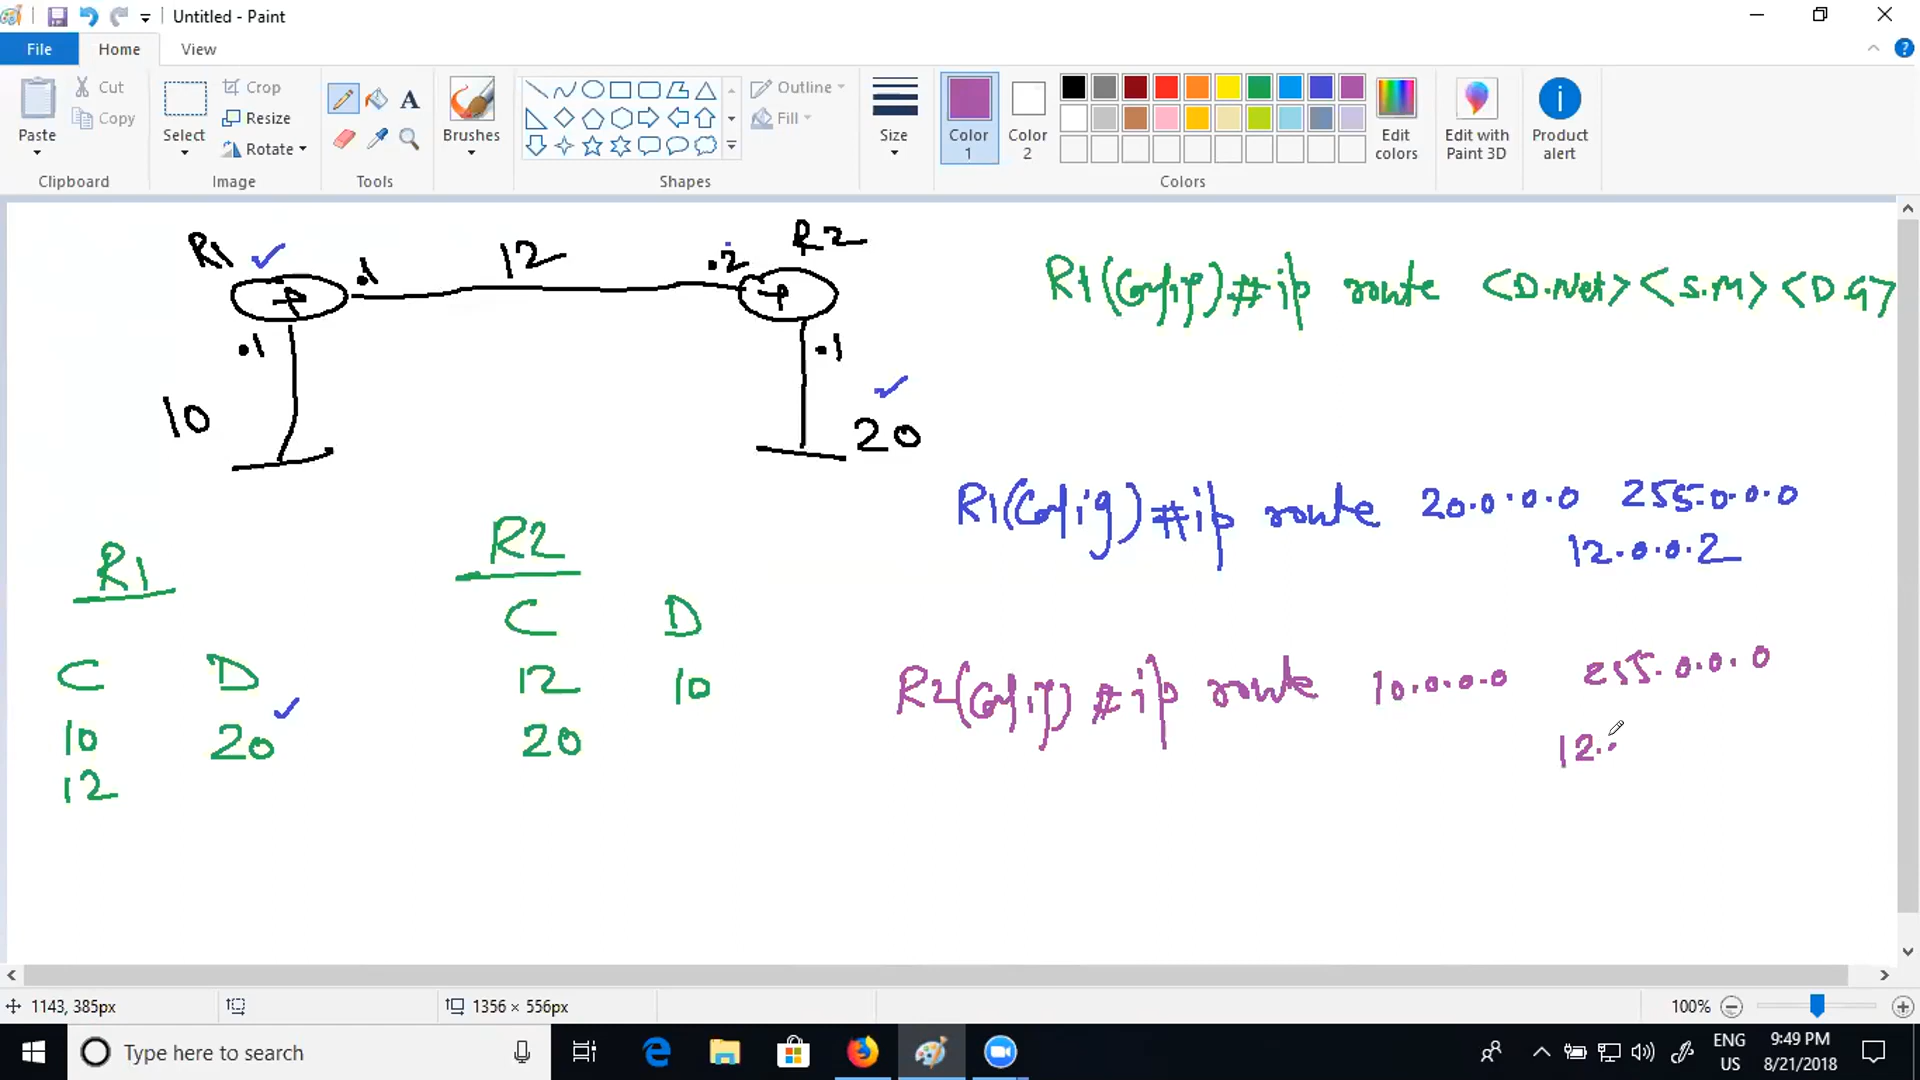 Untitled - Paint
File
Home
View
Paste
Cut
Copy
Clipboard
Select
Crop
Resize
Rotate
Image
Tools
Brushes
Shapes
Outline
Fill
Size
Color 1
Color 2
Edit colors
Edit with Paint 3D
Product alert
Colors
R1
.1
12
.2
R2
.1
10
.1
20
R1(Config)#ip route <D.Net><S.M><D.G>
R1(Config)#ip route 20.0.0.0 255.0.0.0
12.0.0.2
R2(Config)#ip route 10.0.0.0 255.0.0.0
12..
R1
C D
10 20
12
R2
C D
12 10
20
1143, 385px
1356 × 556px
100%
Type here to search
ENG
US
9:49 PM
8/21/2018